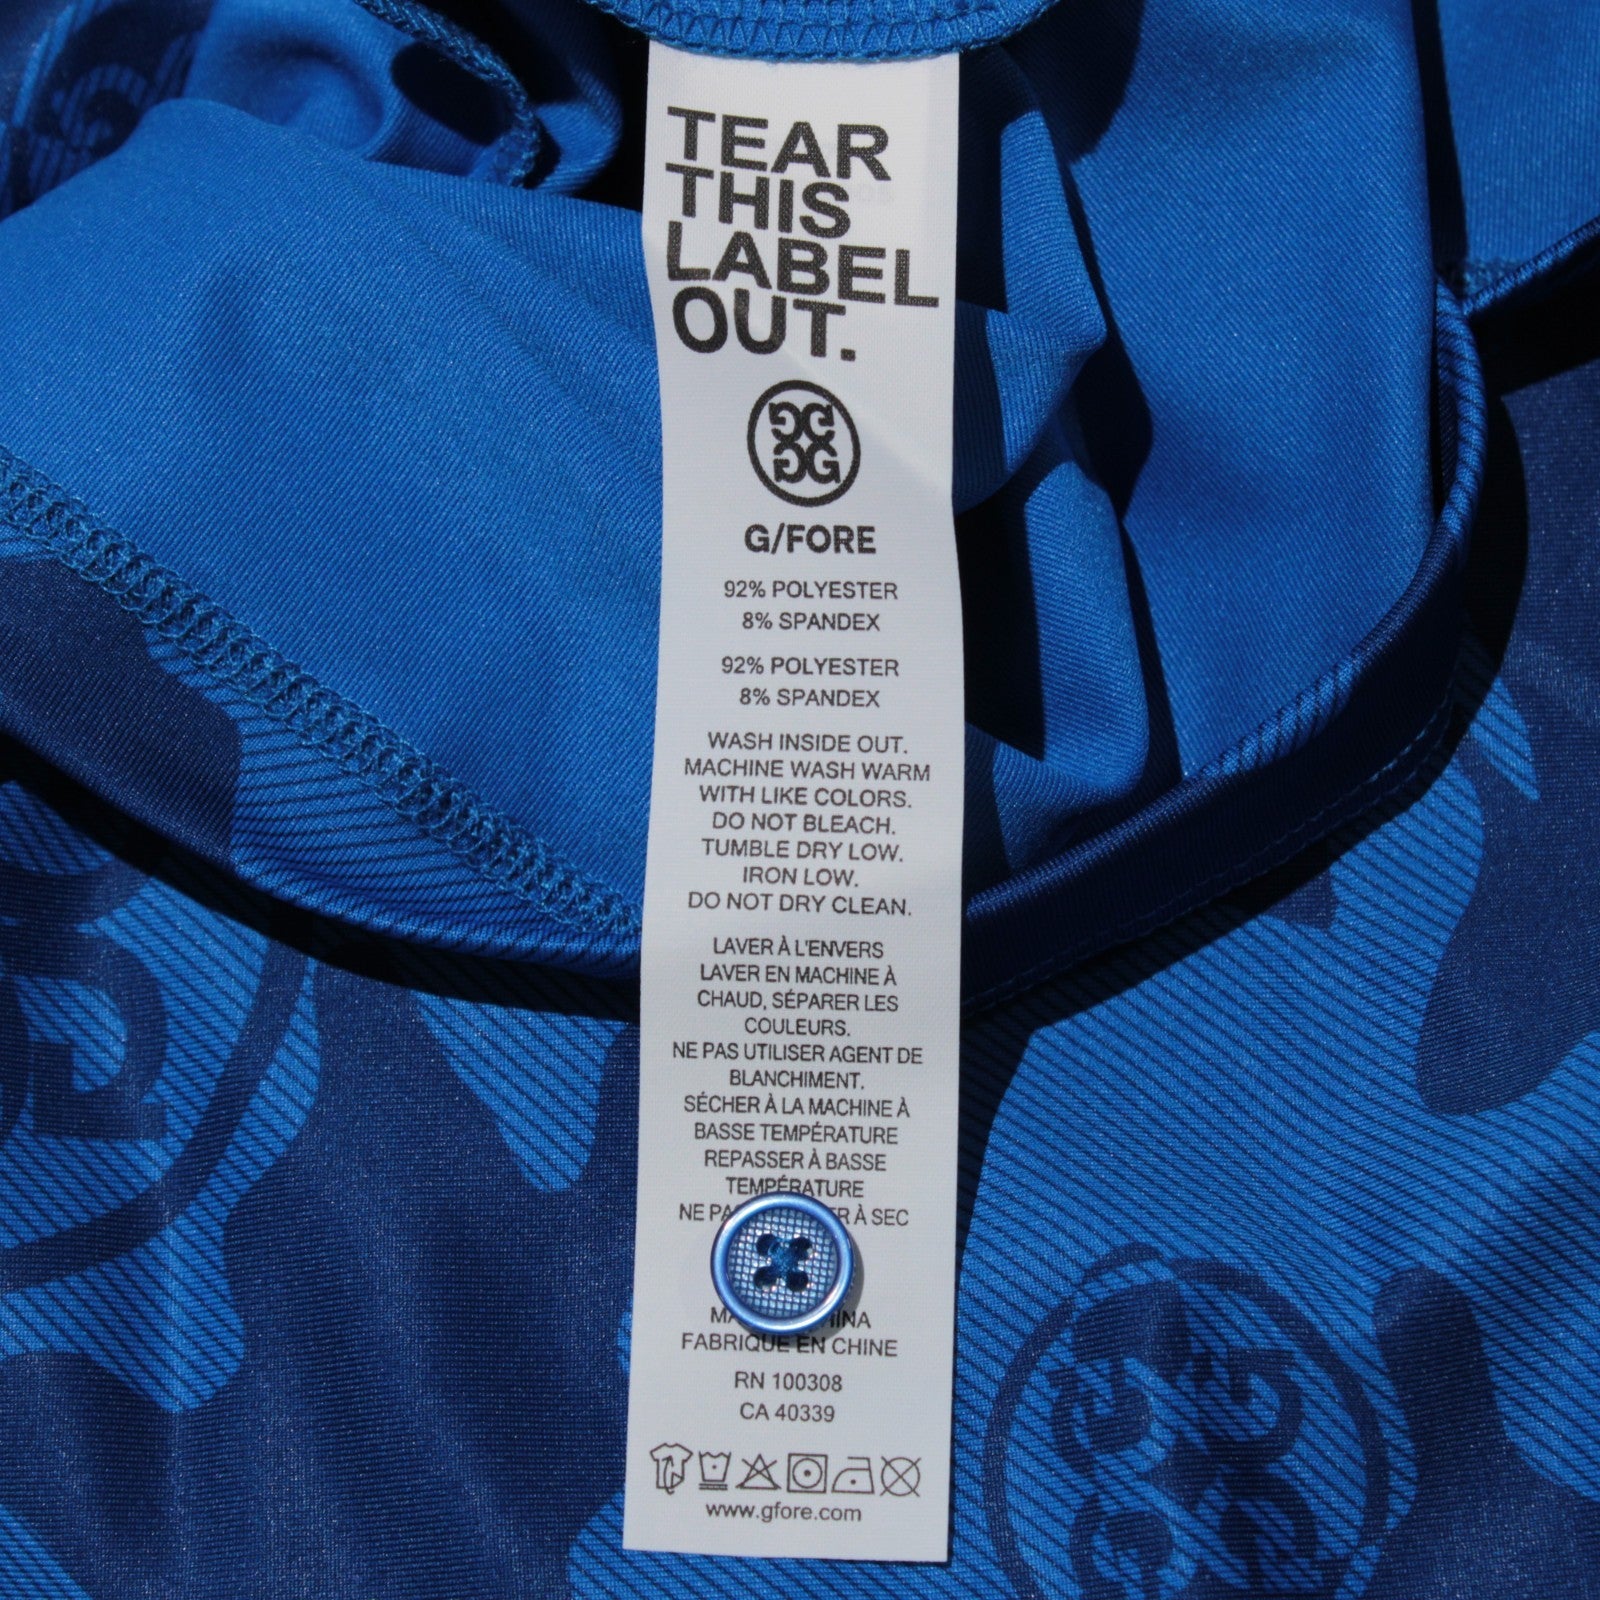 TEAR
THIS
LABEL
OUT.
G/FORE
92% POLYESTER
8% SPANDEX
92% POLYESTER
8% SPANDEX
WASH INSIDE OUT.
MACHINE WASH WARM
WITH LIKE COLORS.
DO NOT BLEACH.
TUMBLE DRY LOW.
IRON LOW.
DO NOT DRY CLEAN.
LAVER À L'ENVERS
LAVER EN MACHINE À
CHAUD, SÉPARER LES
COULEURS.
NE PAS UTILISER AGENT DE
BLANCHIMENT.
SÉCHER À LA MACHINE À
BASSE TEMPÉRATURE
REPASSER À BASSE
TEMPÉRATURE
NE À SEC
FABRIQUE EN CHINE
RN 100308
CA 40339
www.gfore.com